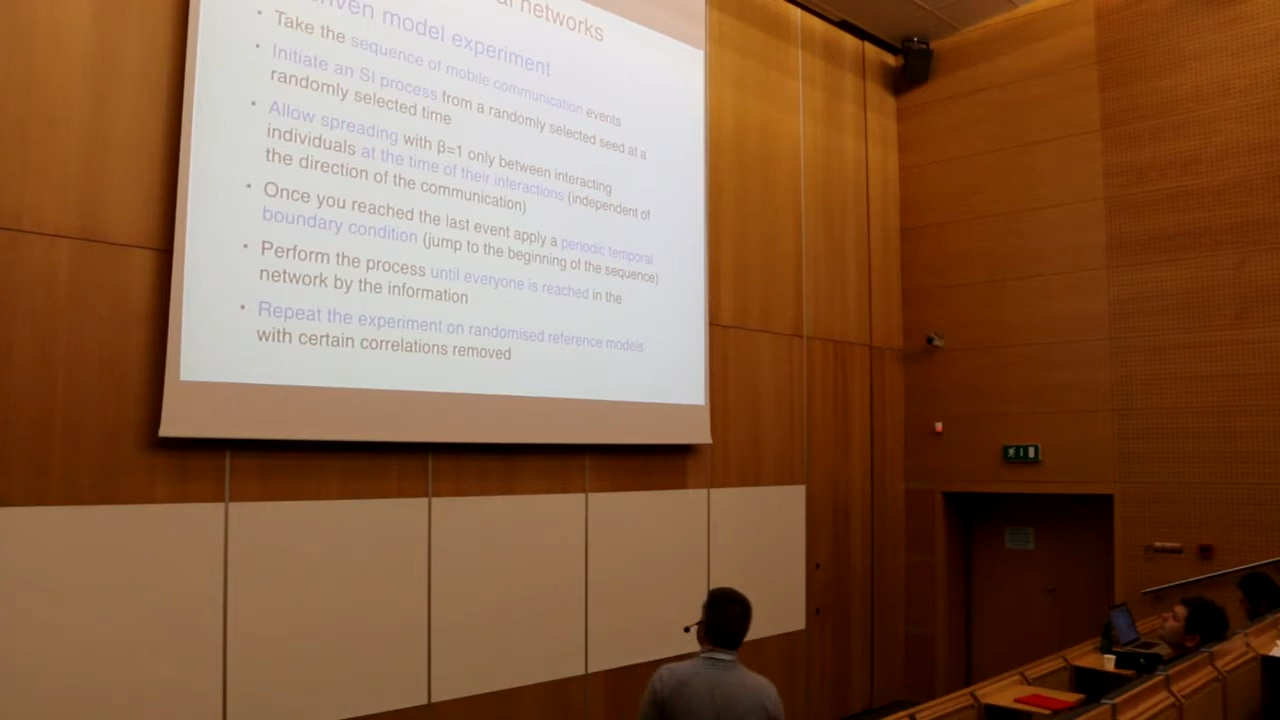 networks
model experiment
• Take the sequence of mobile communication events
• Initiate an SI process from a randomly selected seed at a
randomly selected time
• Allow spreading with β=1 only between interacting
individuals at the time of their interactions (independent of
the direction of the communication)
• Once you reached the last event apply a periodic temporal
boundary condition (jump to the beginning of the sequence)
• Perform the process until everyone is reached in the
network by the information
• Repeat the experiment on randomised reference models
with certain correlations removed